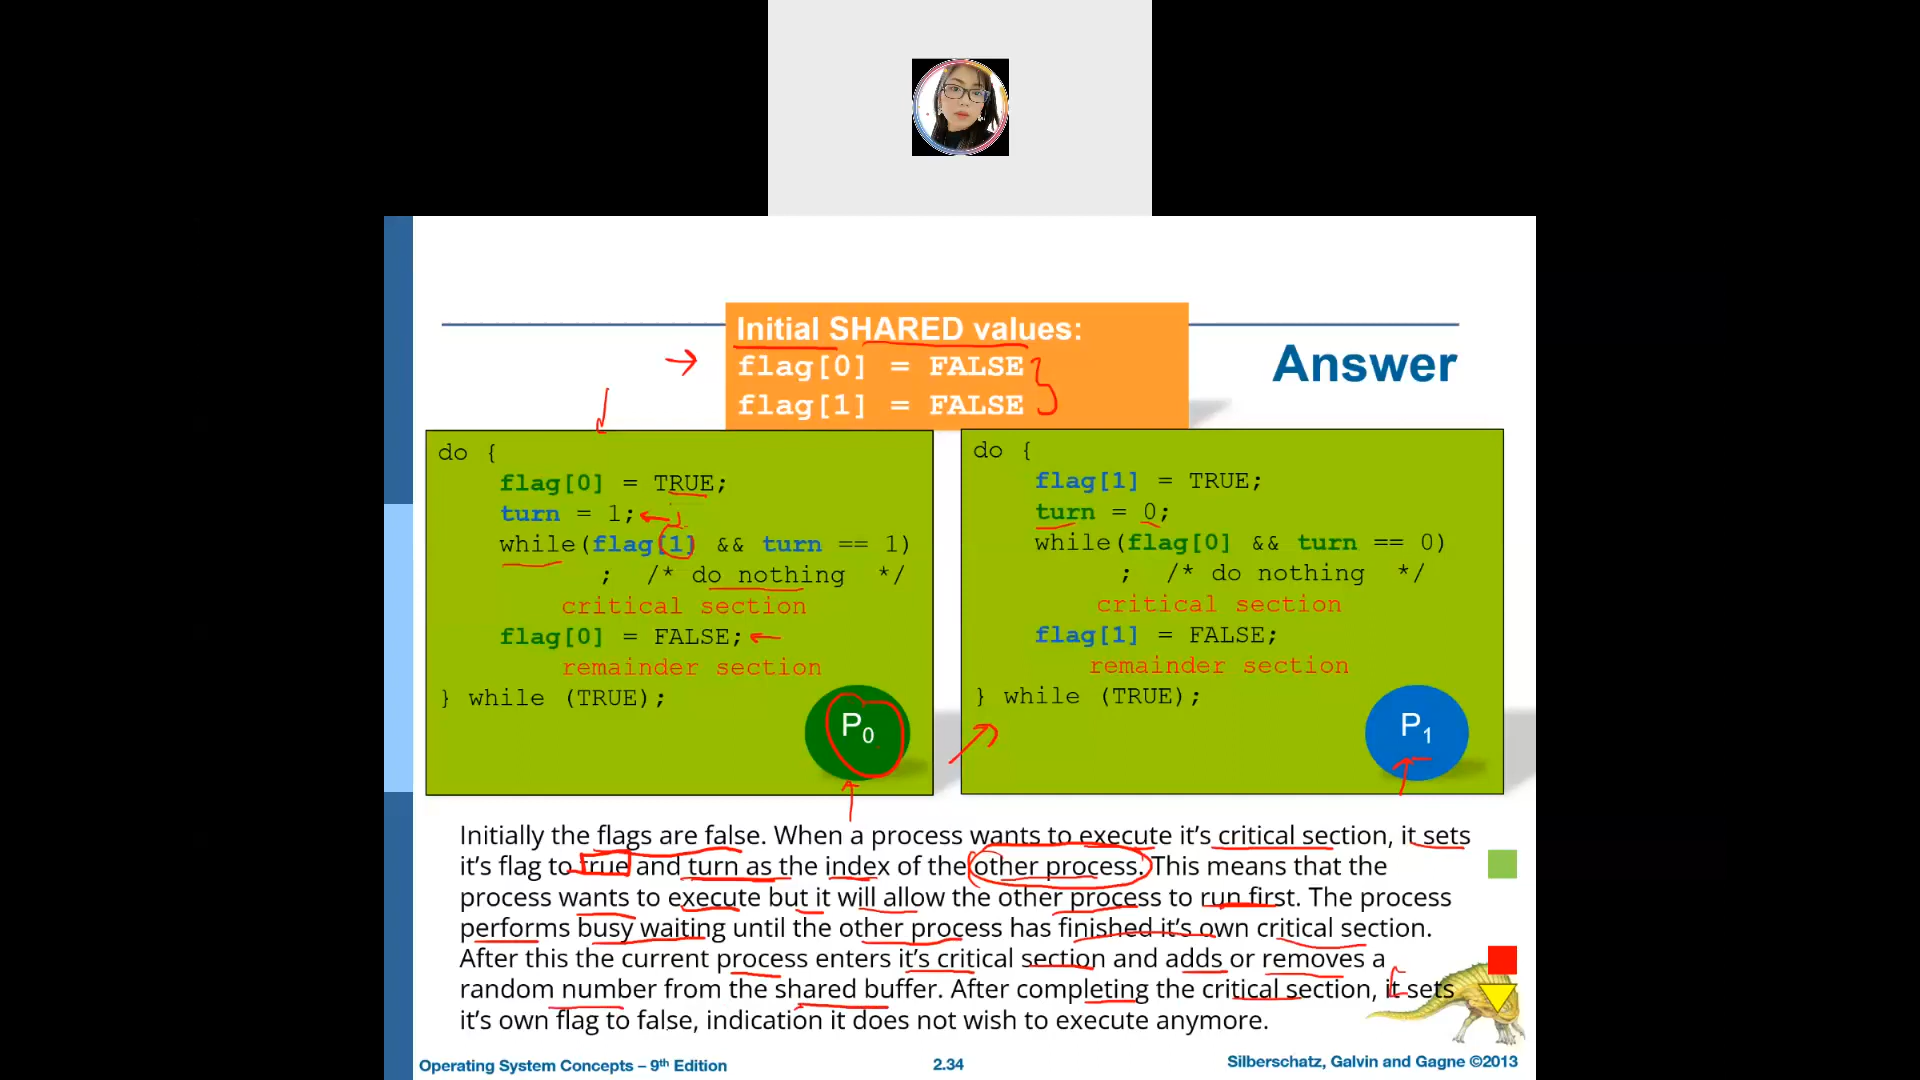 Initial SHARED values:
flag[0] = FALSE
flag[1] = FALSE
Answer
do {
flag[0] = TRUE;
turn = 1;
while(flag[1] && turn == 1)
; /* do nothing */
critical section
flag[0] = FALSE;
remainder section
} while (TRUE);
P0
do {
flag[1] = TRUE;
turn = 0;
while(flag[0] && turn == 0)
; /* do nothing */
critical section
flag[1] = FALSE;
remainder section
} while (TRUE);
P1
Initially the flags are false. When a process wants to execute it's critical section, it sets
it's flag to true and turn as the index of the other process. This means that the
process wants to execute but it will allow the other process to run first. The process
performs busy waiting until the other process has finished it's own critical section.
After this the current process enters it's critical section and adds or removes a
random number from the shared buffer. After completing the critical section, it sets
it's own flag to false, indication it does not wish to execute anymore.
Operating System Concepts – 9th Edition
2.34
Silberschatz, Galvin and Gagne ©2013